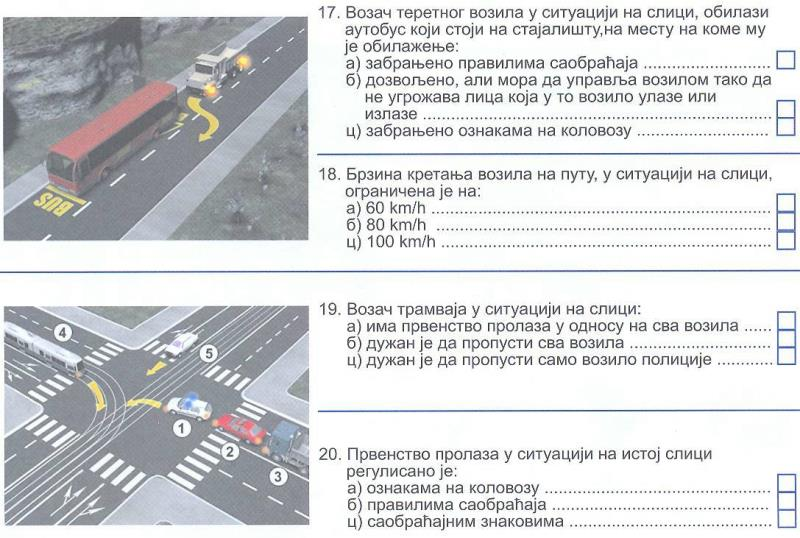 17. Возач теретног возила у ситуацији на слици, обилази
аутобус који стоји на стајалишту,на месту на коме му
је обилажење:
а) забрањено правилима саобраћаја
б) дозвољено, али мора да управља возилом тако да
не угрожава лица која у то возило улазе или
излазе
ц) забрањено ознакама на коловозу
BUS
18. Брзина кретања возила на путу, у ситуацији на слици,
ограничена је на:
а) 60 km/h
б) 80 km/h
ц) 100 km/h
19. Возач трамваја у ситуацији на слици:
а) има првенство пролаза у односу на сва возила
б) дужан је да пропусти сва возила
ц) дужан је да пропусти само возило полиције
4
5
1
2
3
20. Првенство пролаза у ситуацији на истој слици
регулисано је:
а) ознакама на коловозу
б) правилима саобраћаја
ц) саобраћајним знаковима